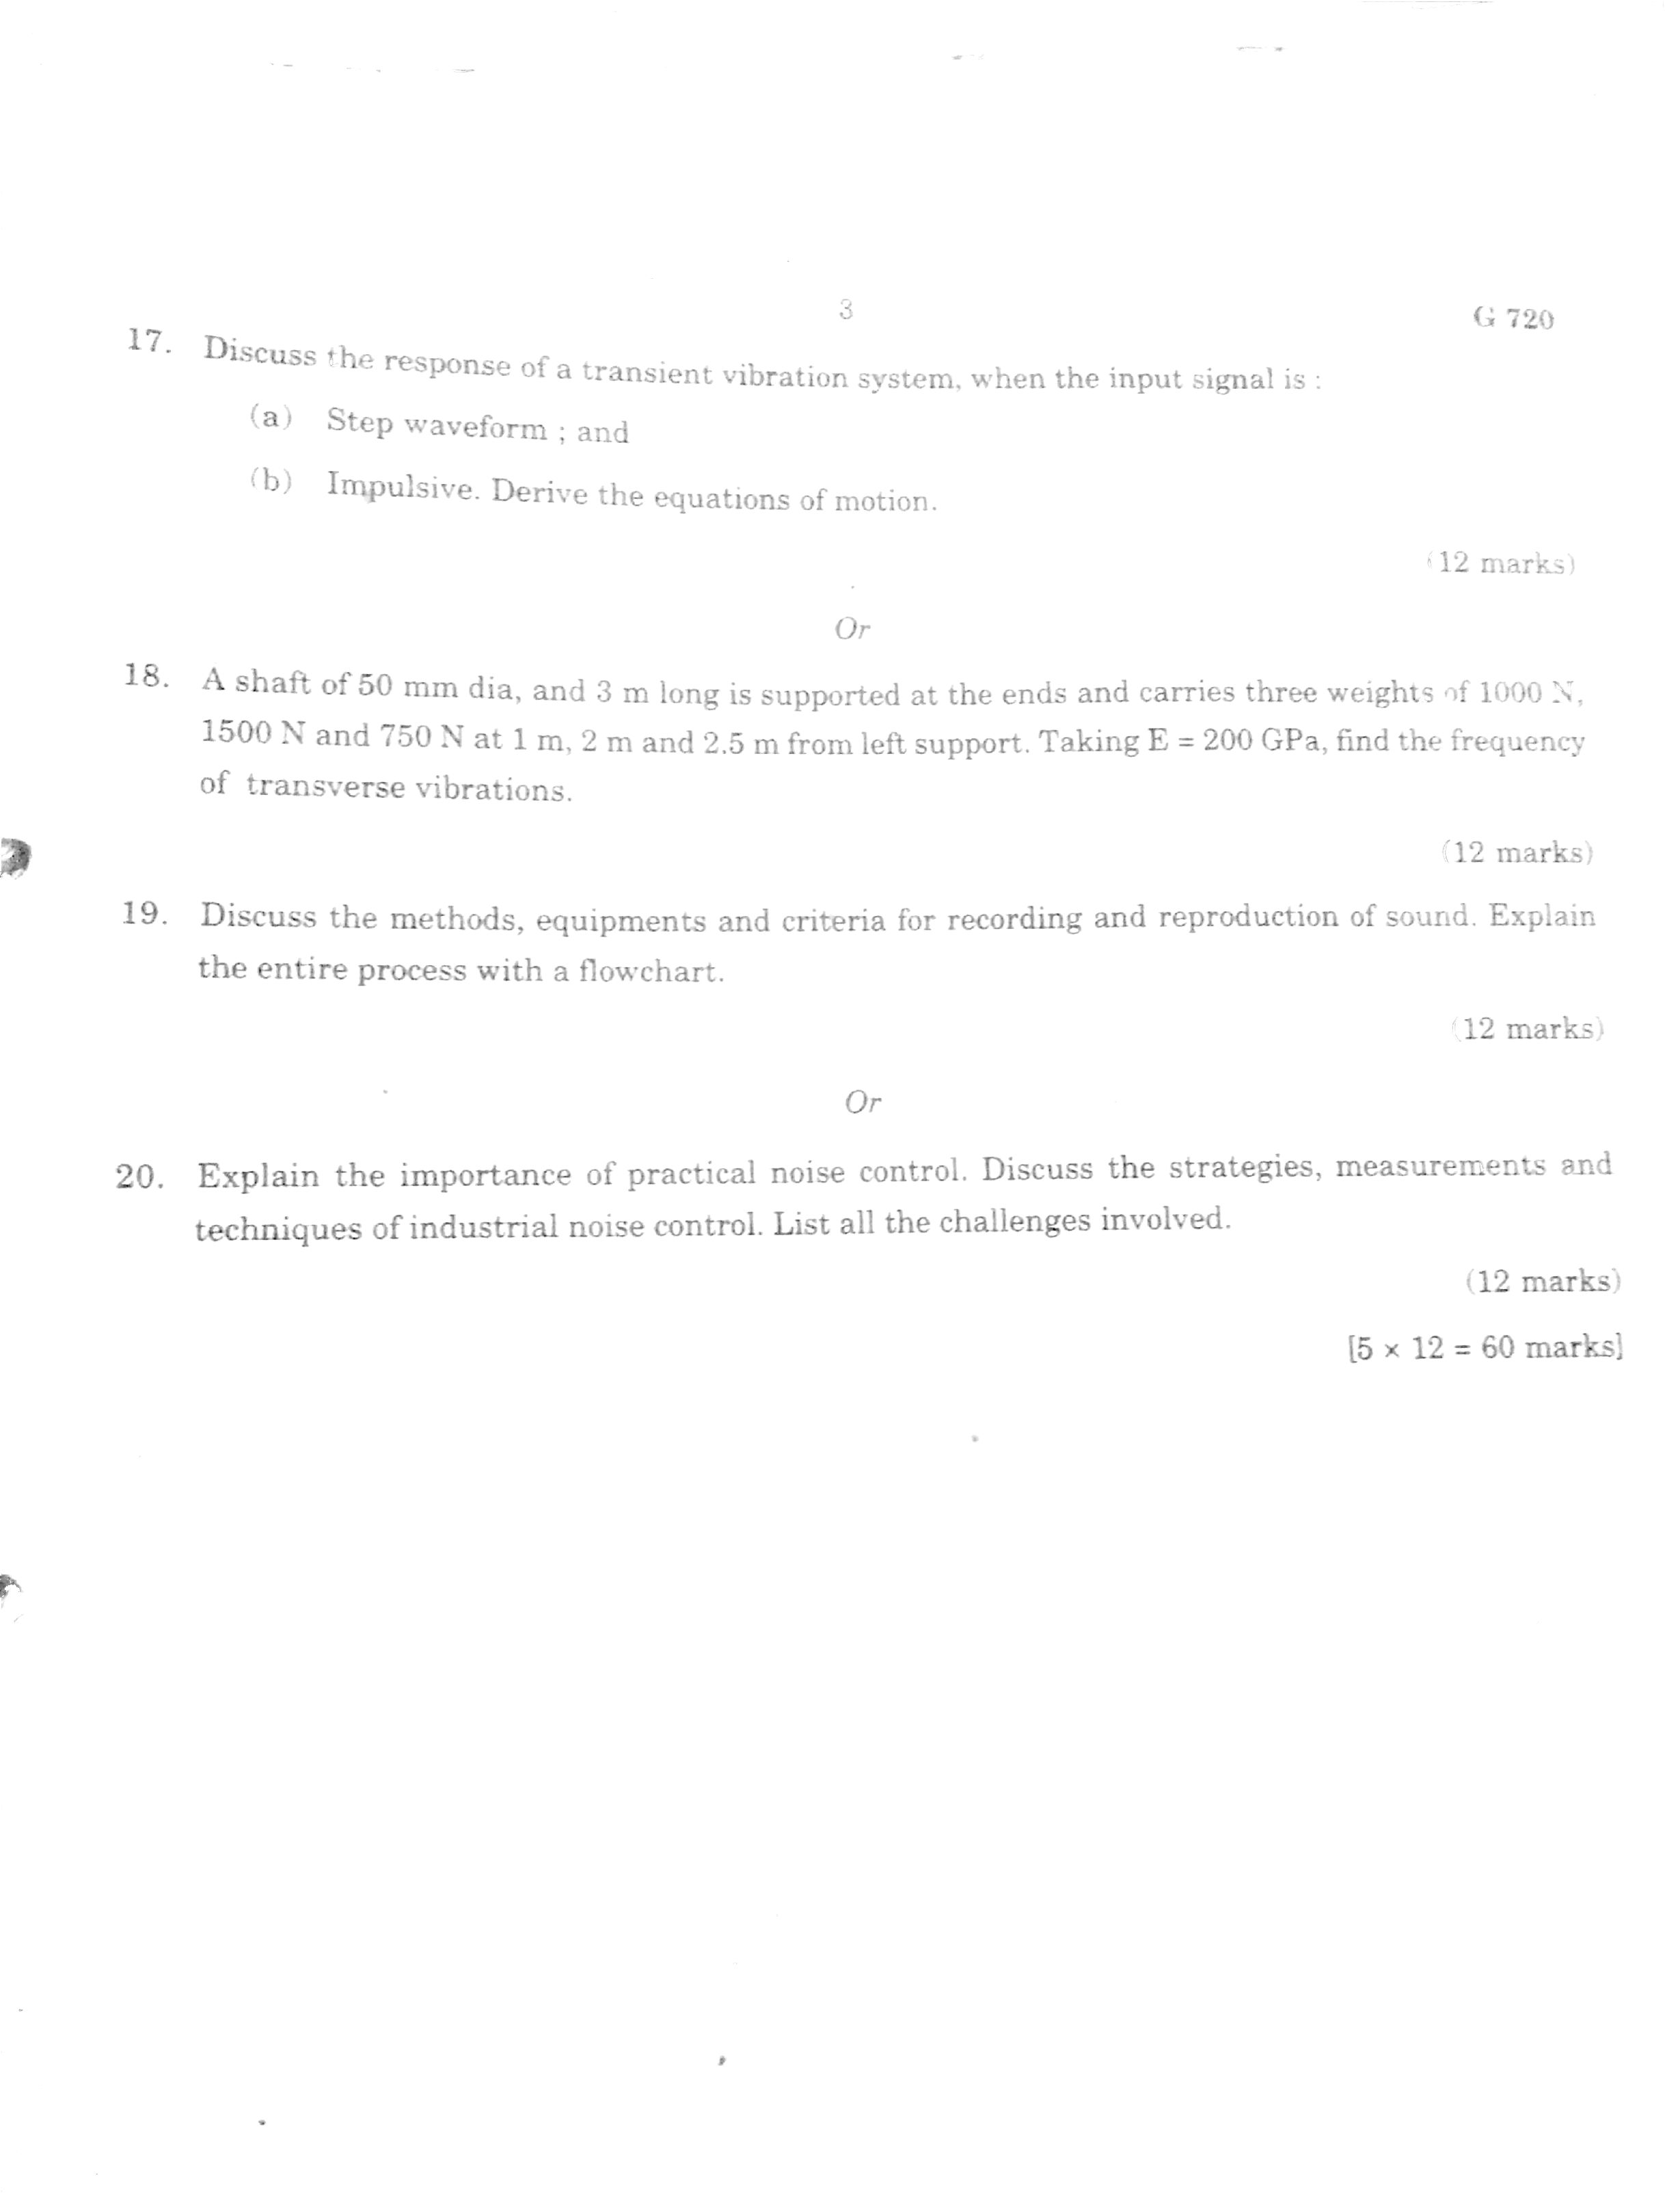 3
G 720
17. Discuss the response of a transient vibration system, when the input signal is :
(a) Step waveform ; and
(b) Impulsive. Derive the equations of motion.
(12 marks)
Or
18. A shaft of 50 mm dia, and 3 m long is supported at the ends and carries three weights of 1000 N,
1500 N and 750 N at 1 m, 2 m and 2.5 m from left support. Taking E = 200 GPa, find the frequency
of transverse vibrations.
(12 marks)
19. Discuss the methods, equipments and criteria for recording and reproduction of sound. Explain
the entire process with a flowchart.
(12 marks)
Or
20. Explain the importance of practical noise control. Discuss the strategies, measurements and
techniques of industrial noise control. List all the challenges involved.
(12 marks)
[5 × 12 = 60 marks]